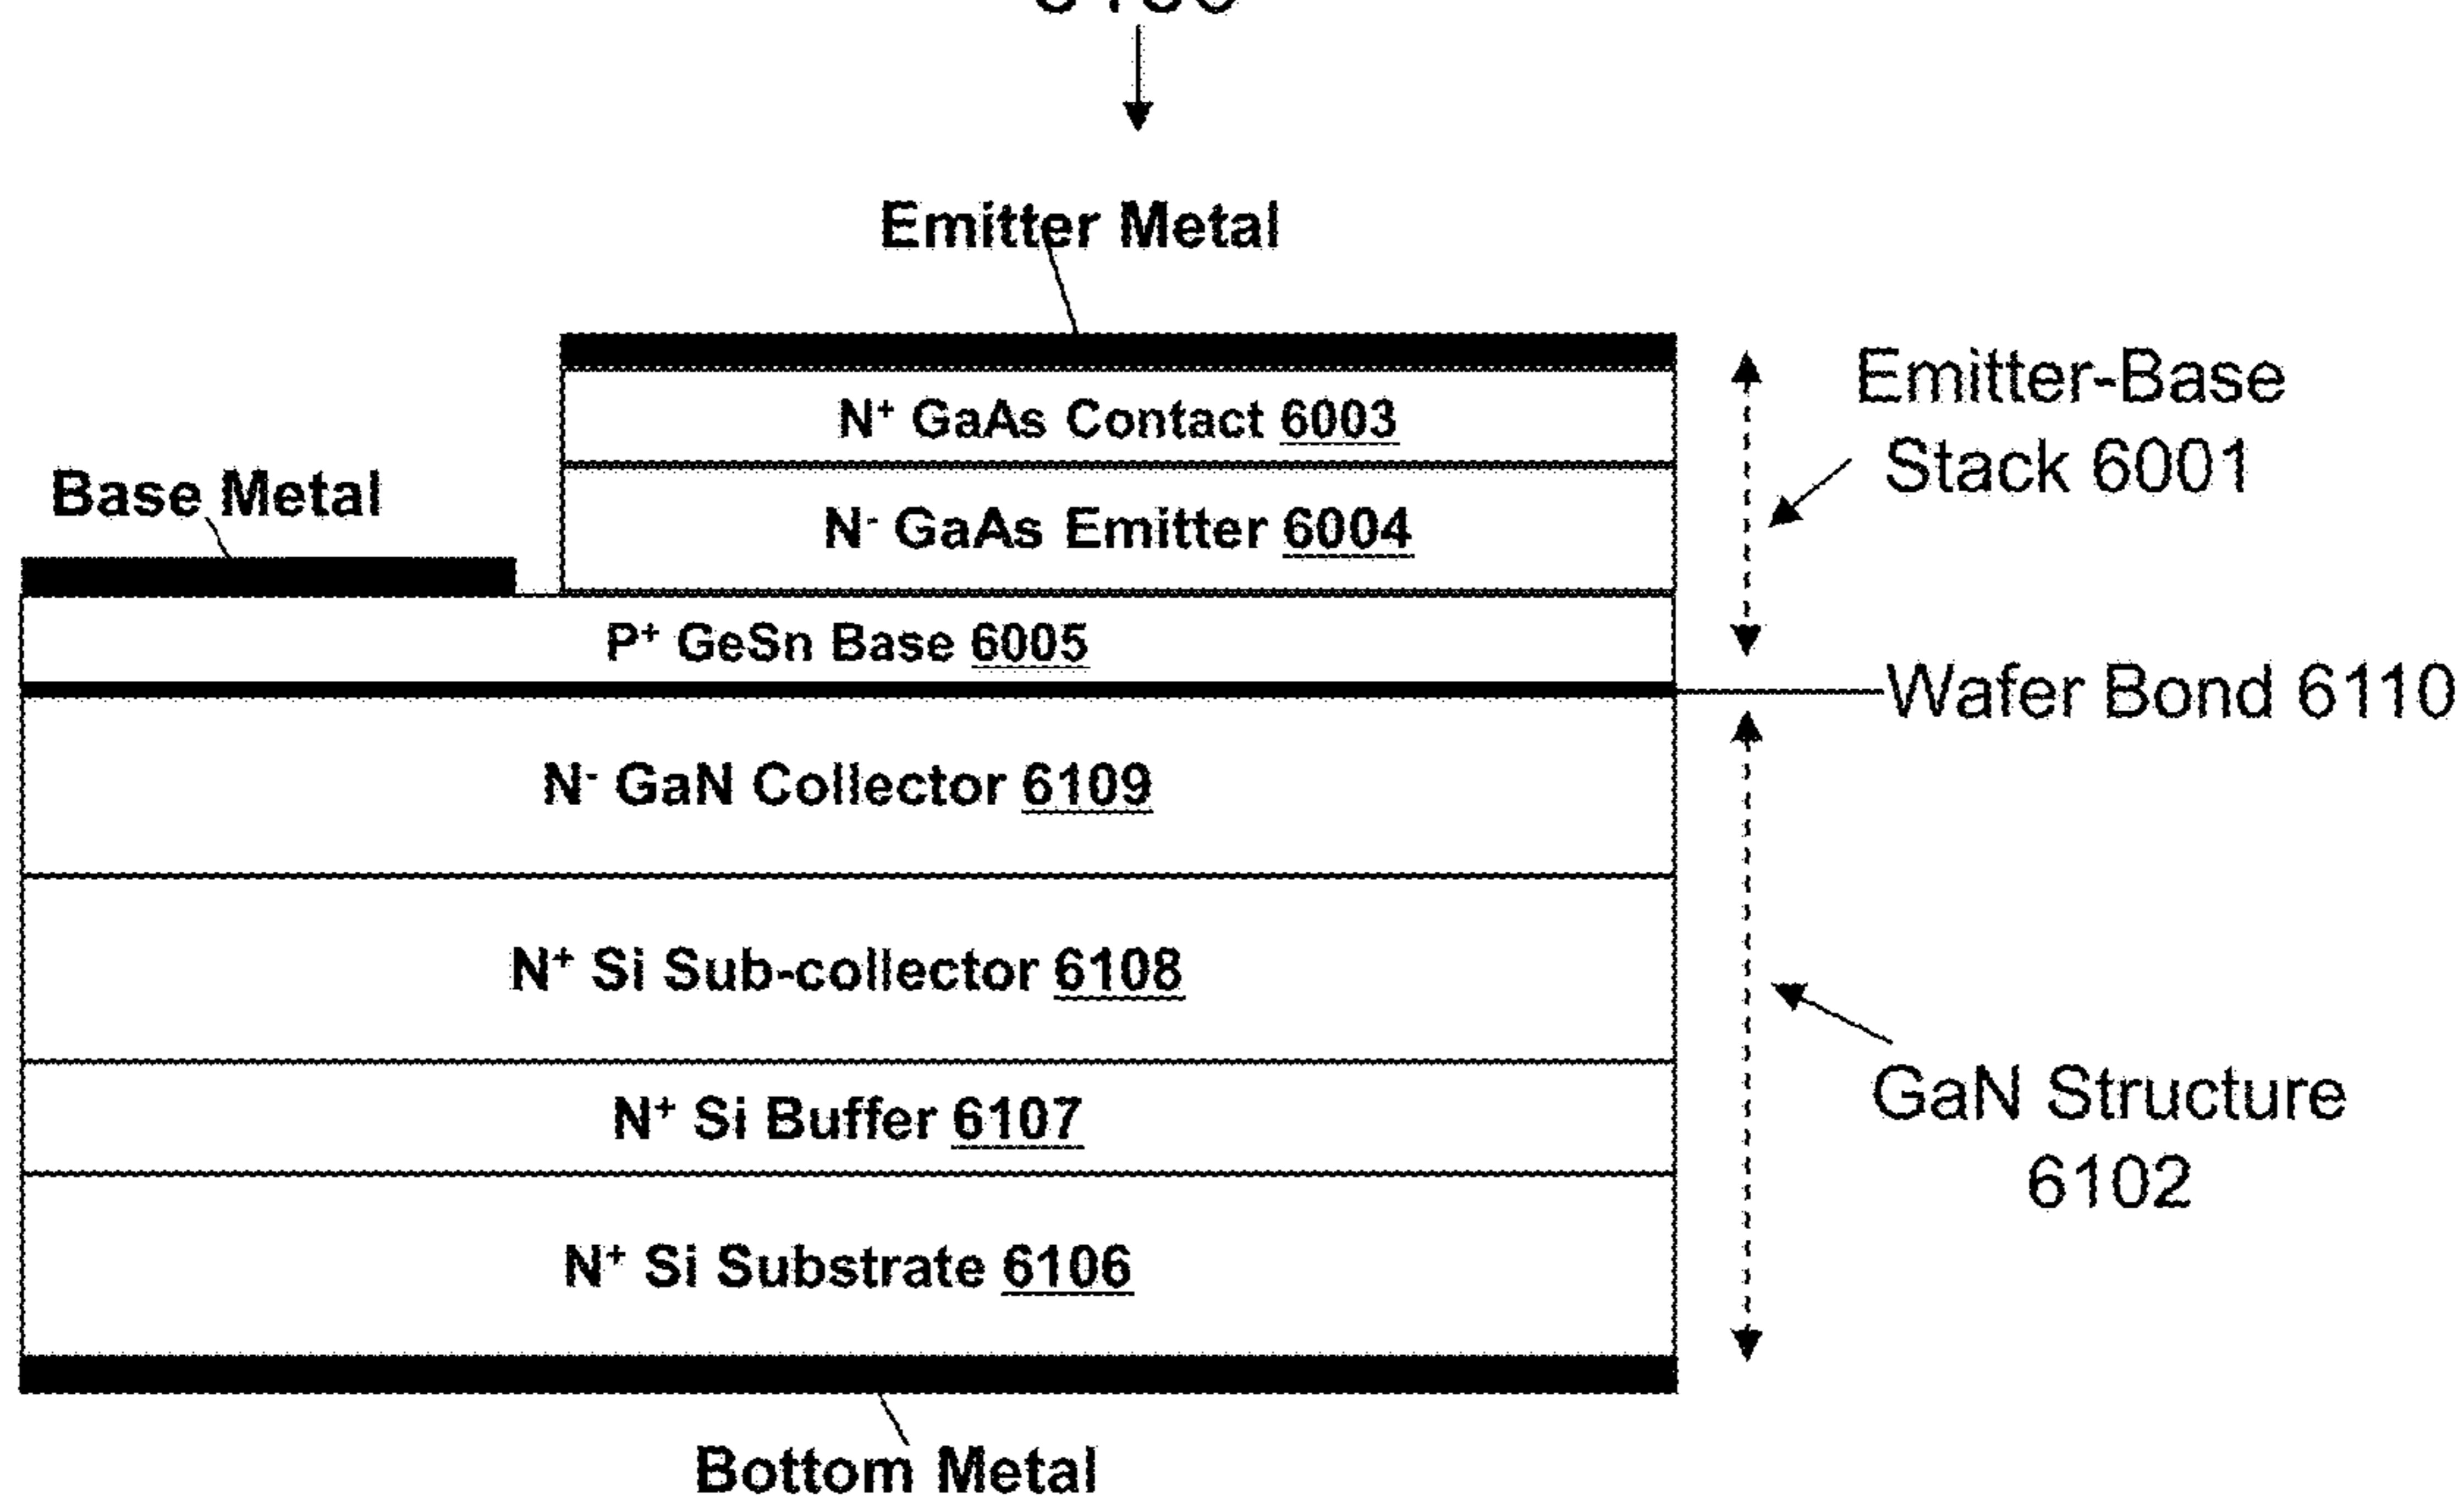 Emitter Metal
N⁺ GaAs Contact 6003
Emitter-Base
Stack 6001
Base Metal
N⁻ GaAs Emitter 6004
P⁺ GeSn Base 6005
Wafer Bond 6110
N⁻ GaN Collector 6109
N⁺ Si Sub-collector 6108
N⁺ Si Buffer 6107
GaN Structure
6102
N⁺ Si Substrate 6106
Bottom Metal